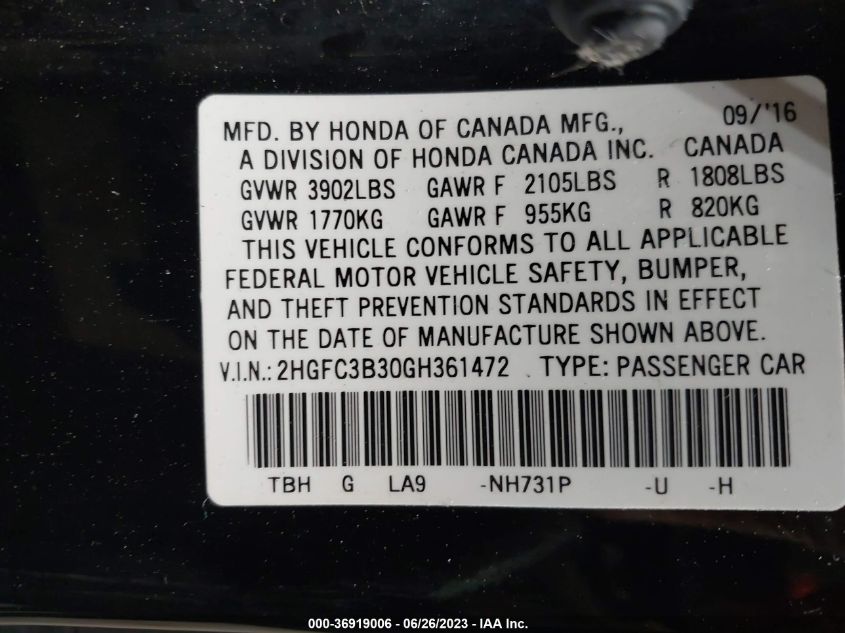 09/'16
MFD. BY HONDA OF CANADA MFG.,
A DIVISION OF HONDA CANADA INC. CANADA
GVWR 3902LBS GAWR F 2105LBS R 1808LBS
GVWR 1770KG GAWR F 955KG R 820KG
THIS VEHICLE CONFORMS TO ALL APPLICABLE
FEDERAL MOTOR VEHICLE SAFETY, BUMPER,
AND THEFT PREVENTION STANDARDS IN EFFECT
ON THE DATE OF MANUFACTURE SHOWN ABOVE.
V.I.N.: 2HGFC3B30GH361472 TYPE: PASSENGER CAR
TBH G LA9 -NH731P -U -H
000-36919006 - 06/26/2023 - IAA Inc.